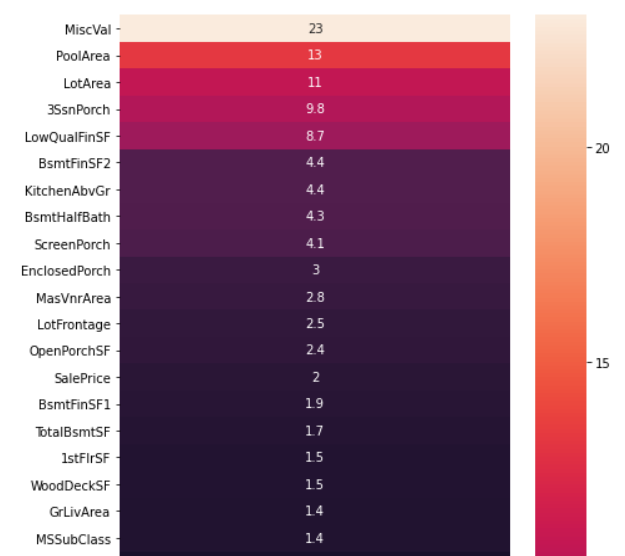 MiscVal 23
PoolArea 13
LotArea 11
3SsnPorch 9.8
LowQualFinSF 8.7
BsmtFinSF2 4.4
KitchenAbvGr 4.4
BsmtHalfBath 4.3
ScreenPorch 4.1
EnclosedPorch 3
MasVnrArea 2.8
LotFrontage 2.5
OpenPorchSF 2.4
SalePrice 2
BsmtFinSF1 1.9
TotalBsmtSF 1.7
1stFlrSF 1.5
WoodDeckSF 1.5
GrLivArea 1.4
MSSubClass 1.4
20
15